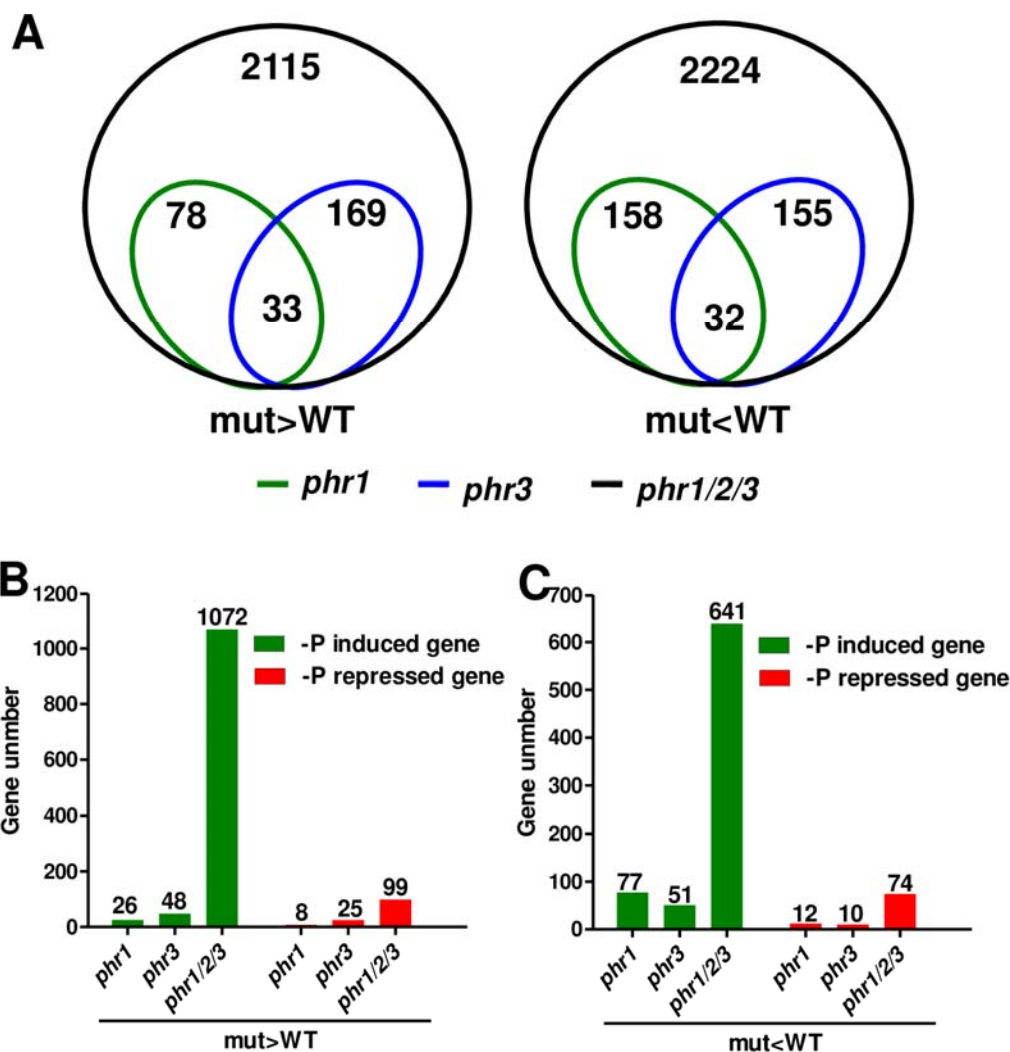 A
2115
2224
78
169
158
155
33
32
mut>WT
mut<WT
phr1
phr3
phr1/2/3
B
C
1200
1000
800
600
400
200
0
Gene unmber
1072
26
48
8
25
99
-P induced gene
-P repressed gene
phr1
phr3
phr1/2/3
phr1
phr3
phr1/2/3
mut>WT
700
600
500
400
300
200
100
0
Gene unmber
641
77
51
12
10
74
-P induced gene
-P repressed gene
phr1
phr3
phr1/2/3
phr1
phr3
phr1/2/3
mut<WT